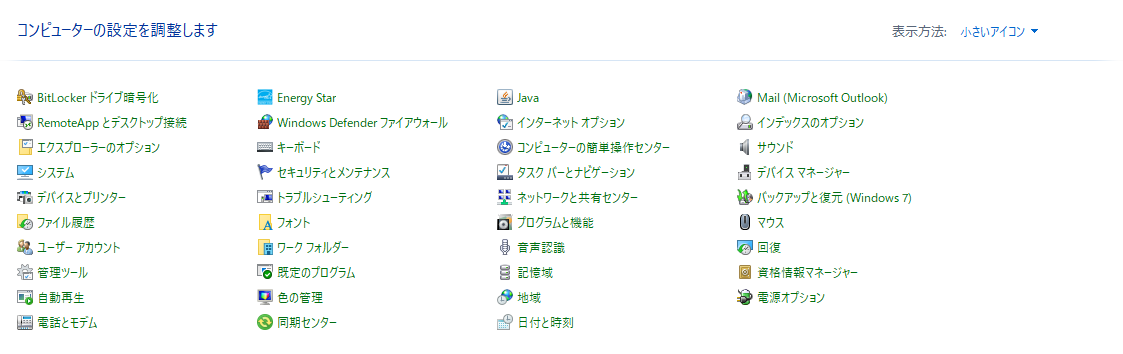 コンピューターの設定を調整します
表示方法: 小さいアイコン
BitLocker ドライブ暗号化 Energy Star Java Mail (Microsoft Outlook)
RemoteApp とデスクトップ接続 Windows Defender ファイアウォール インターネット オプション インデックスのオプション
エクスプローラーのオプション キーボード コンピューターの簡単操作センター サウンド
システム セキュリティとメンテナンス タスク バーとナビゲーション デバイス マネージャー
デバイスとプリンター トラブルシューティング ネットワークと共有センター バックアップと復元 (Windows 7)
ファイル履歴 フォント プログラムと機能 マウス
ユーザー アカウント ワーク フォルダー 音声認識 回復
管理ツール 既定のプログラム 記憶域 資格情報マネージャー
自動再生 色の管理 地域 電源オプション
電話とモデム 同期センター 日付と時刻